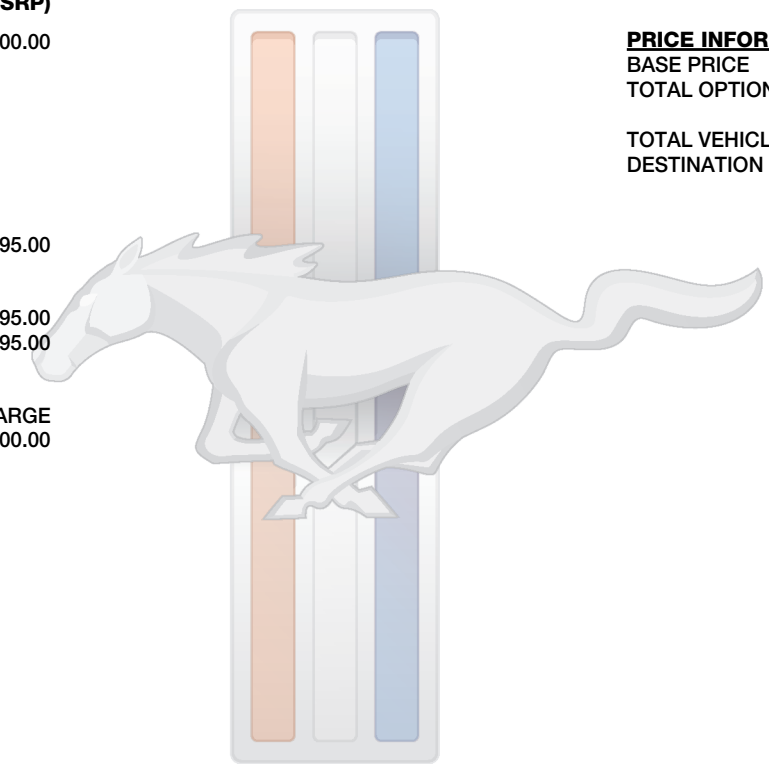 SRP)
00.00
95.00
95.00
95.00
ARGE
00.00
PRICE INFOR
BASE PRICE
TOTAL OPTION
TOTAL VEHICL
DESTINATION